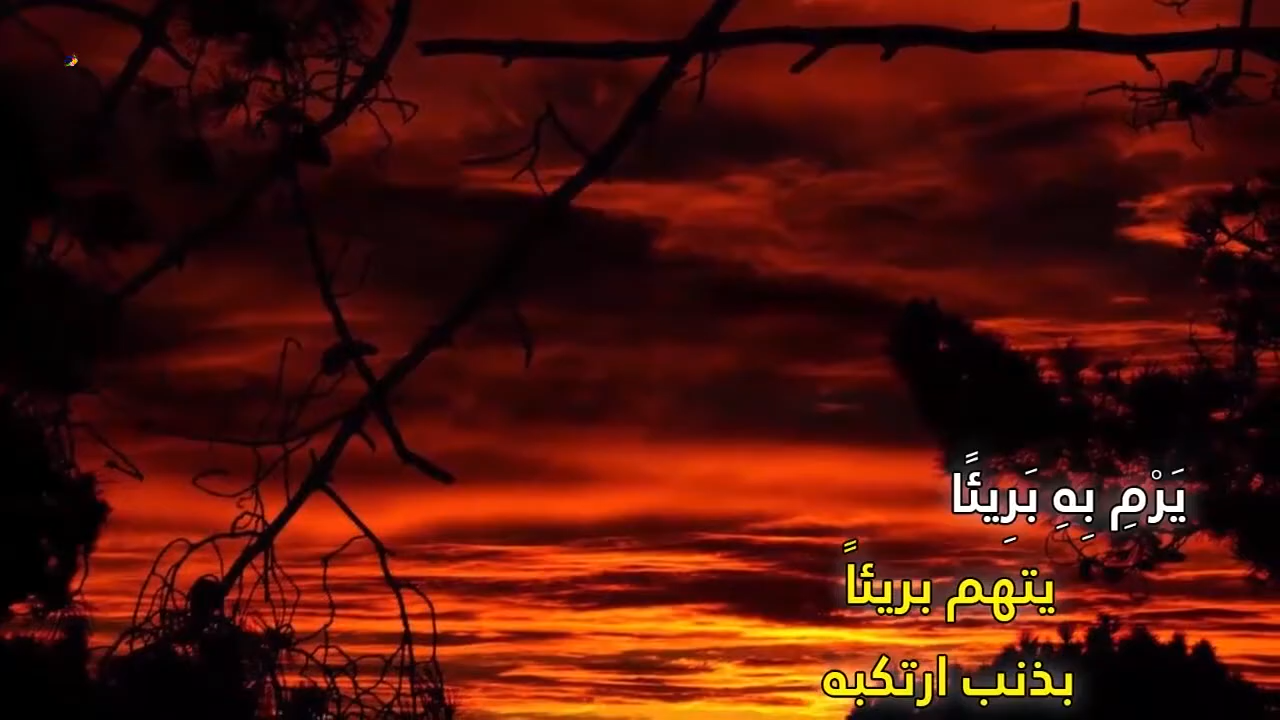 يَرْمِ بِهِ بَرِيئًا
يتهم بريئاً
بذنب ارتكبه